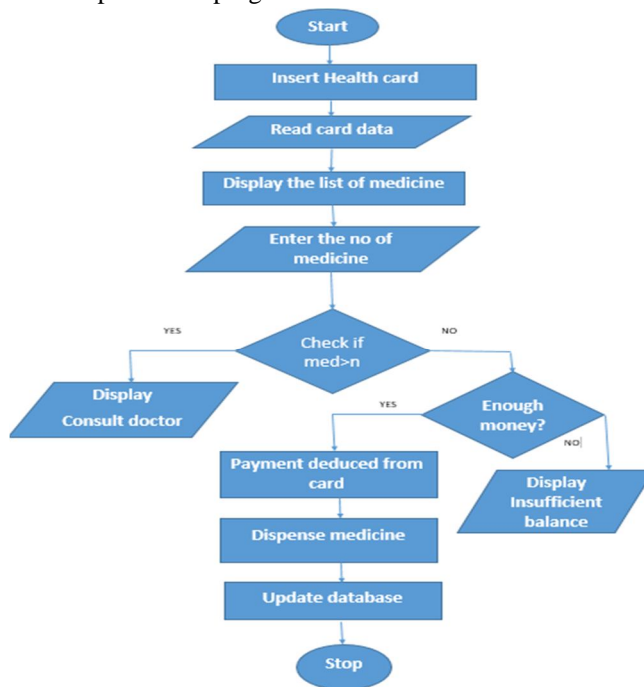 Start
Insert Health card
Read card data
Display the list of medicine
Enter the no of
medicine
YES
NO
Check if
med>n
Display
Consult doctor
YES
Enough
money?
NO
Payment deduced from
card
Display
Insufficient
balance
Dispense medicine
Update database
Stop